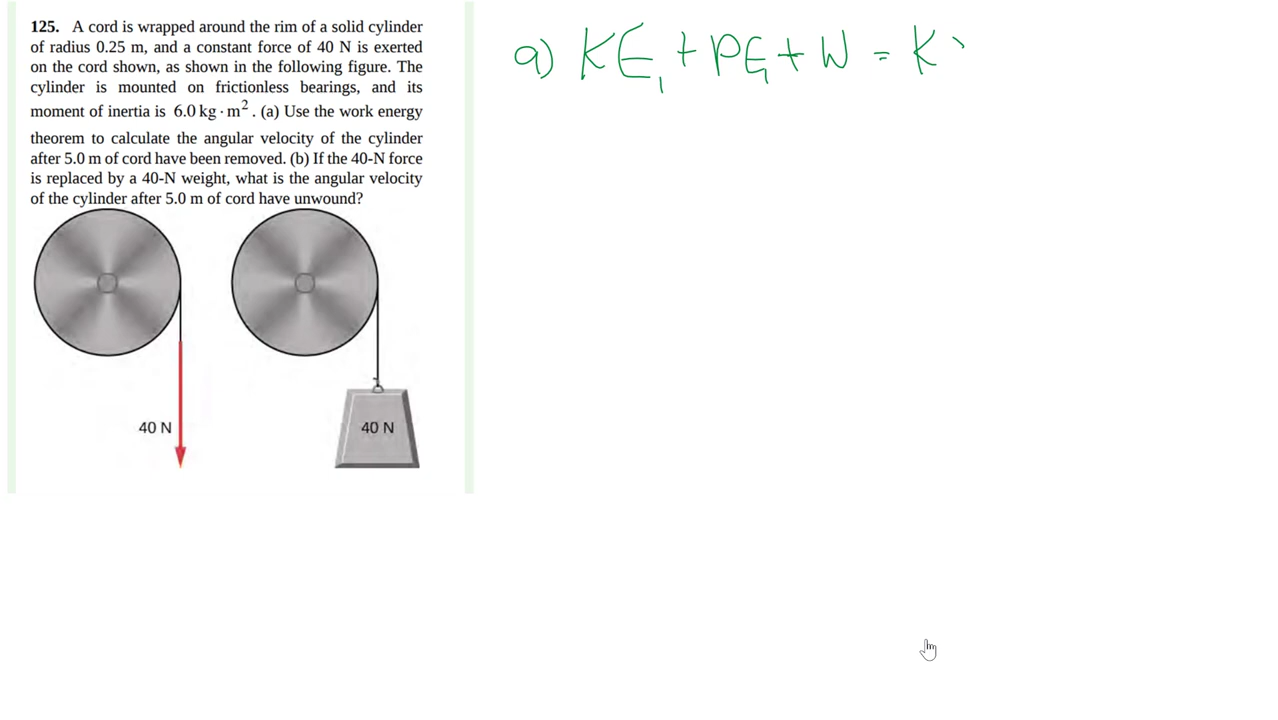 125. A cord is wrapped around the rim of a solid cylinder
of radius 0.25 m, and a constant force of 40 N is exerted
on the cord shown, as shown in the following figure. The
cylinder is mounted on frictionless bearings, and its
moment of inertia is 6.0 kg · m². (a) Use the work energy
theorem to calculate the angular velocity of the cylinder
after 5.0 m of cord have been removed. (b) If the 40-N force
is replaced by a 40-N weight, what is the angular velocity
of the cylinder after 5.0 m of cord have unwound?
40 N
40 N
a) KE₁ + PE₁ + W = K